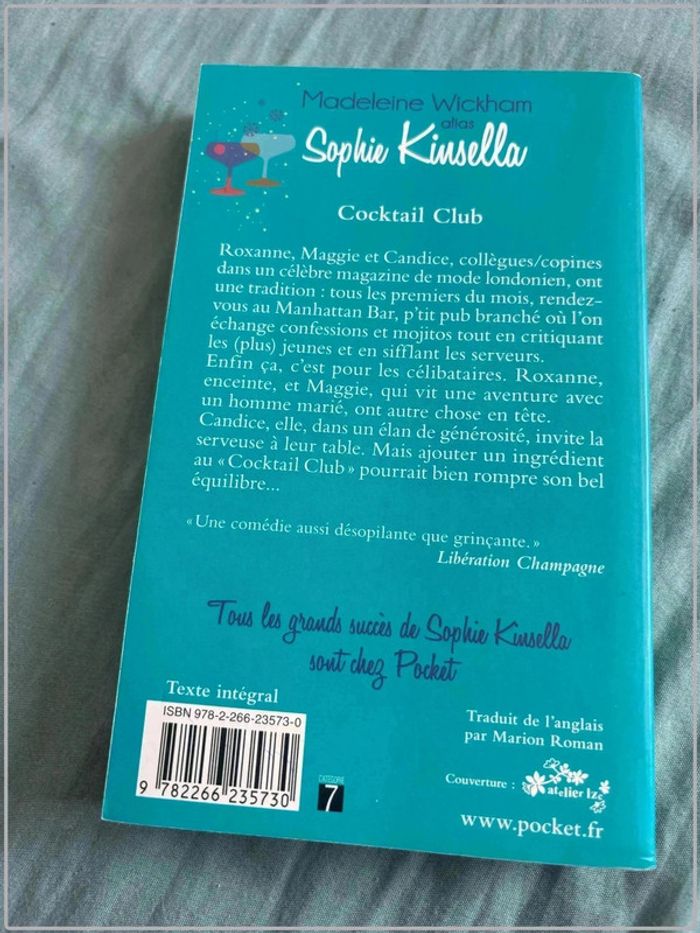 Madeleine Wickham
alias
Sophie Kinsella
Cocktail Club
Roxanne, Maggie et Candice, collègues/copines
dans un célèbre magazine de mode londonien, ont
une tradition : tous les premiers du mois, rendez-
vous au Manhattan Bar, p'tit pub branché où l'on
échange confessions et mojitos tout en critiquant
les (plus) jeunes et en sifflant les serveurs.
Enfin ça, c'est pour les célibataires. Roxanne,
enceinte, et Maggie, qui vit une aventure avec
un homme marié, ont autre chose en tête.
Candice, elle, dans un élan de générosité, invite la
serveuse à leur table. Mais ajouter un ingrédient
au « Cocktail Club » pourrait bien rompre son bel
équilibre...
« Une comédie aussi désopilante que grinçante. »
Libération Champagne
Tous les grands succès de Sophie Kinsella
sont chez Pocket
Texte intégral
ISBN 978-2-266-23573-0
9 782266 235730
CATÉGORIE
7
Traduit de l'anglais
par Marion Roman
Couverture : atelier lzc
www.pocket.fr